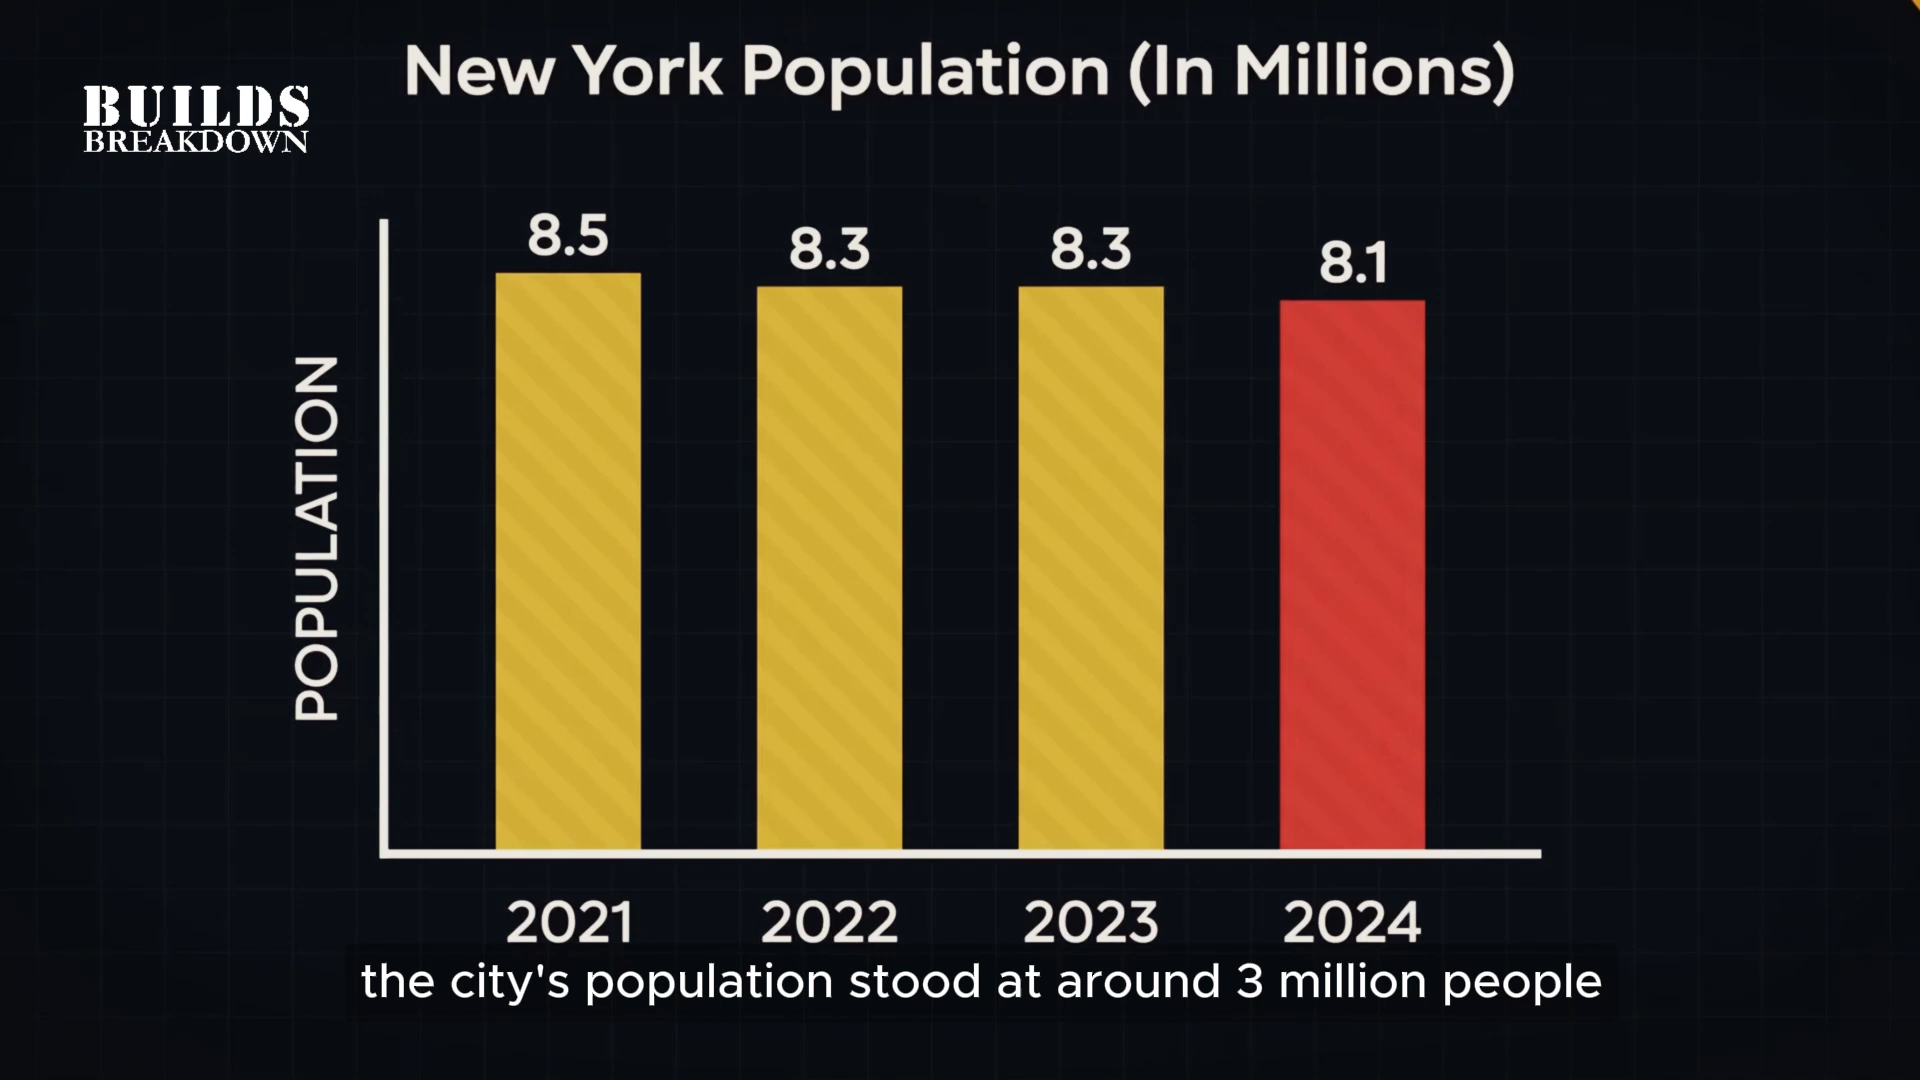 New York Population (In Millions)
BUILDS
BREAKDOWN
8.5
8.3
8.3
8.1
POPULATION
2021
2022
2023
2024
the city's population stood at around 3 million people